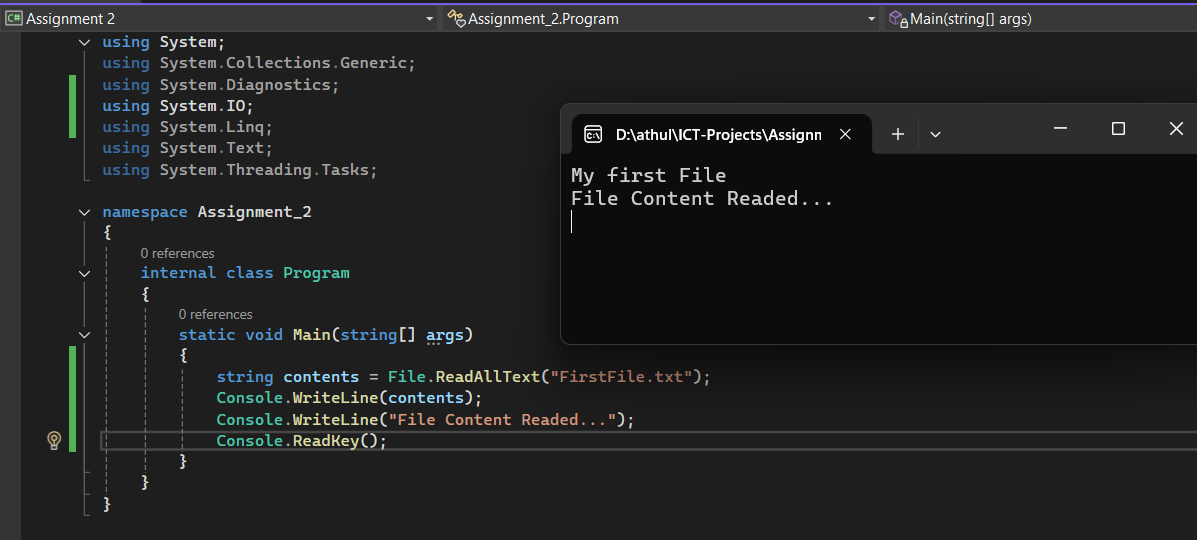 C# Assignment 2
Assignment_2.Program
Main(string[] args)
using System;
using System.Collections.Generic;
using System.Diagnostics;
using System.IO;
using System.Linq;
using System.Text;
using System.Threading.Tasks;
namespace Assignment_2
{
0 references
internal class Program
{
0 references
static void Main(string[] args)
{
string contents = File.ReadAllText("FirstFile.txt");
Console.WriteLine(contents);
Console.WriteLine("File Content Readed...");
Console.ReadKey();
}
}
}
C:\ D:\athul\ICT-Projects\Assignn
My first File
File Content Readed...